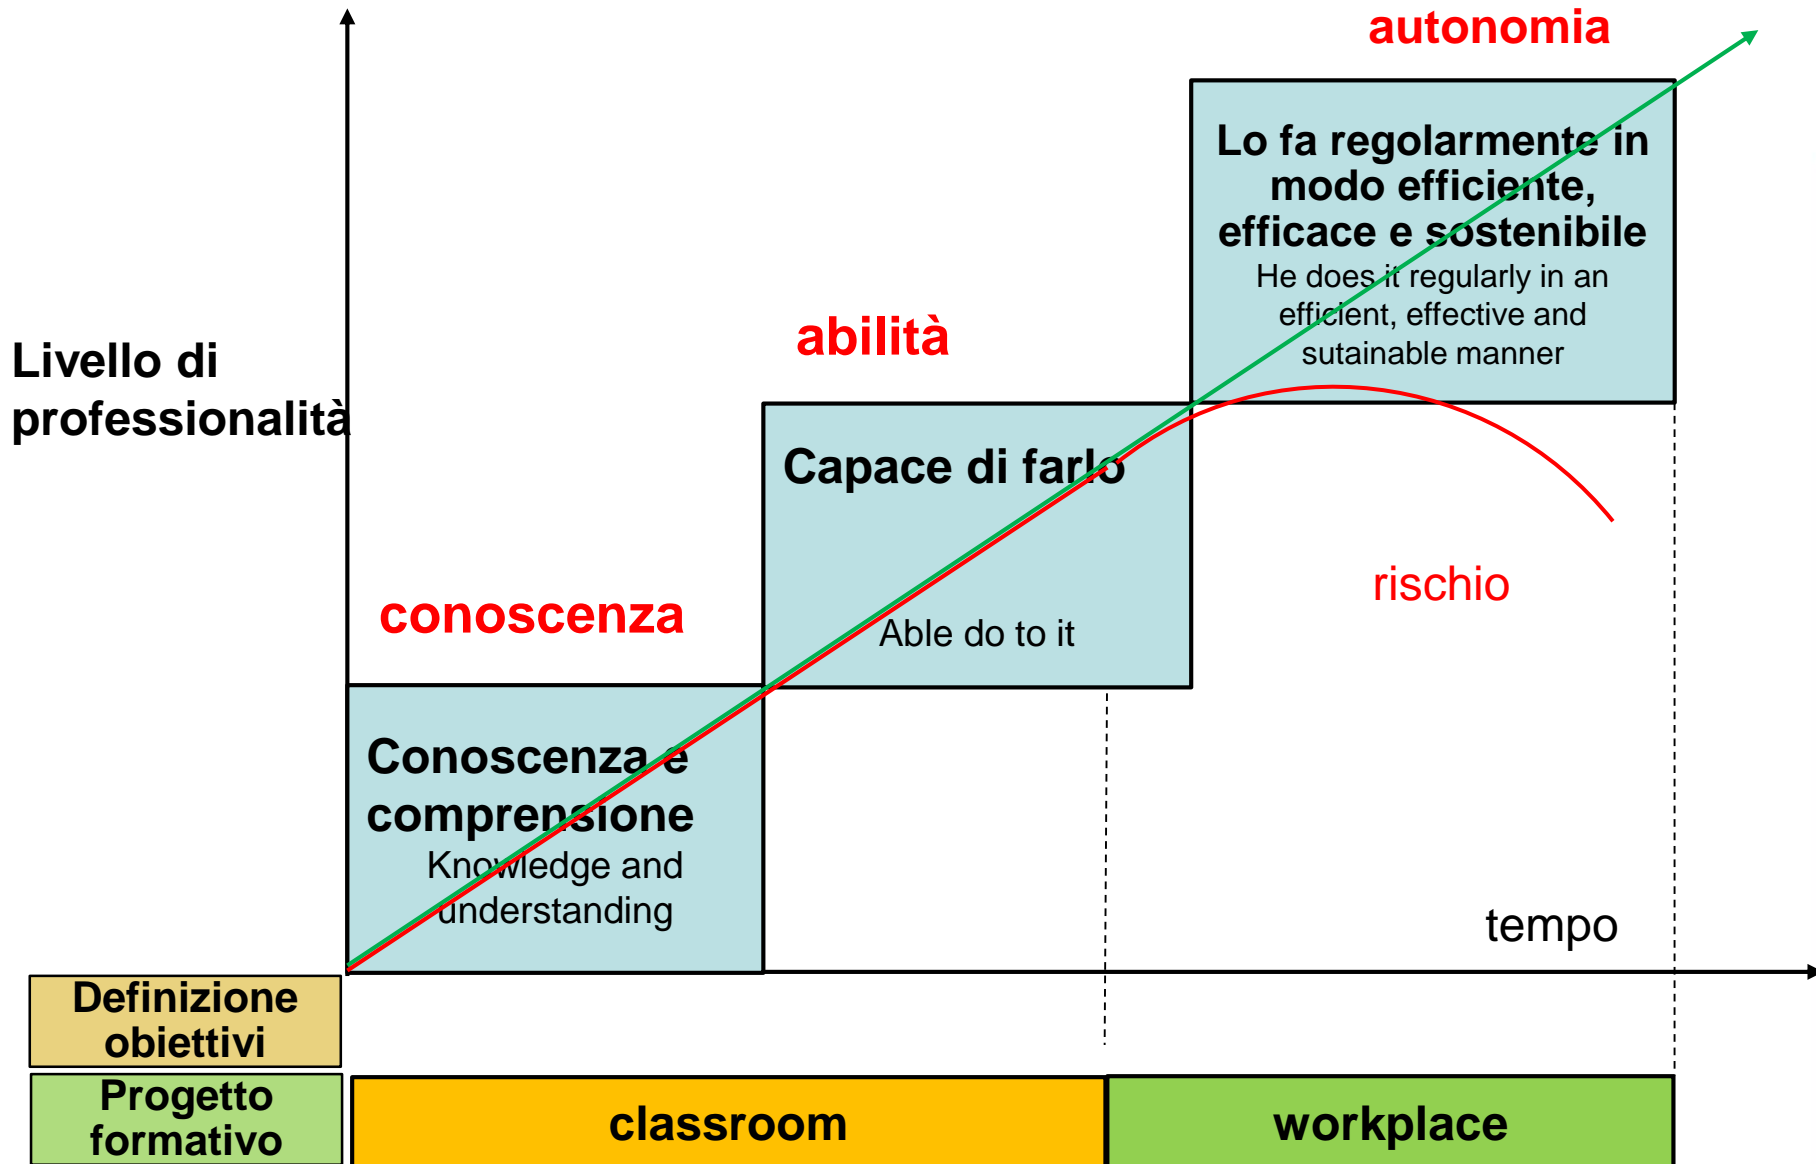 autonomia
Lo fa regolarmente in
modo efficiente,
efficace e sostenibile
He does it regularly in an
efficient, effective and
sutainable manner
abilità
Livello di
professionalità
Capace di farlo
Able do to it
rischio
conoscenza
Conoscenza e
comprensione
Knowledge and
understanding
tempo
Definizione
obiettivi
Progetto
formativo
classroom
workplace